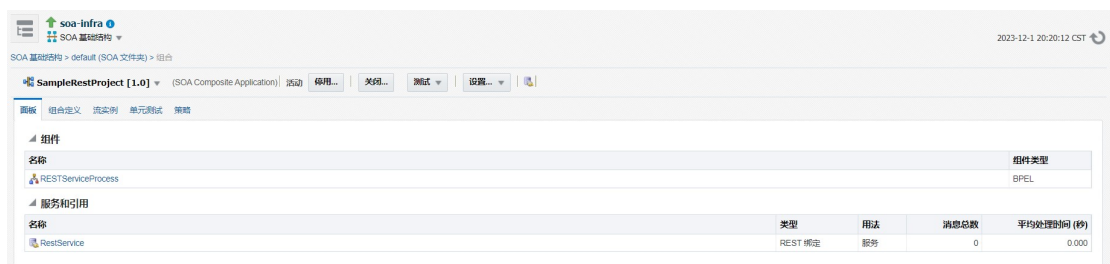 soa-infra
SOA 基础结构
2023-12-1 20:20:12 CST
SOA 基础结构 > default (SOA 文件夹) > 组合
SampleRestProject [1.0] (SOA Composite Application) 活动 停用... 关闭... 测试 设置...
面板 组合定义 流实例 单元测试 策略
组件
名称 组件类型
RESTServiceProcess BPEL
服务和引用
名称 类型 用法 消息总数 平均处理时间 (秒)
RestService REST 绑定 服务 0 0.000